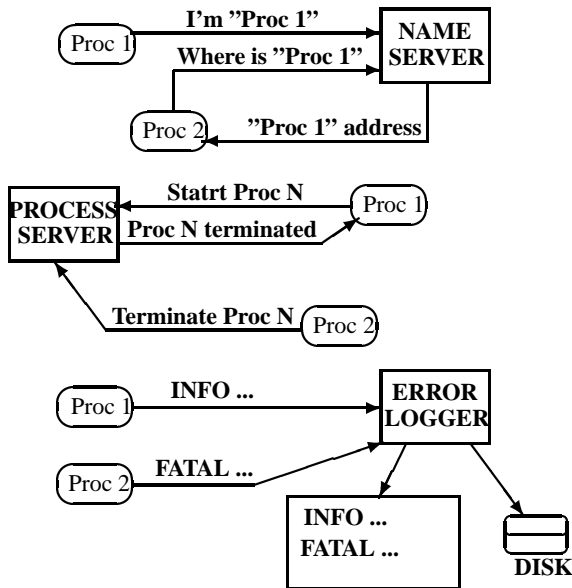 I'm "Proc 1"
Proc 1
NAME
SERVER
Where is "Proc 1"
Proc 2
"Proc 1" address
Statrt Proc N
Proc 1
PROCESS
SERVER
Proc N terminated
Terminate Proc N
Proc 2
INFO ...
Proc 1
ERROR
LOGGER
FATAL ...
Proc 2
INFO ...
FATAL ...
DISK